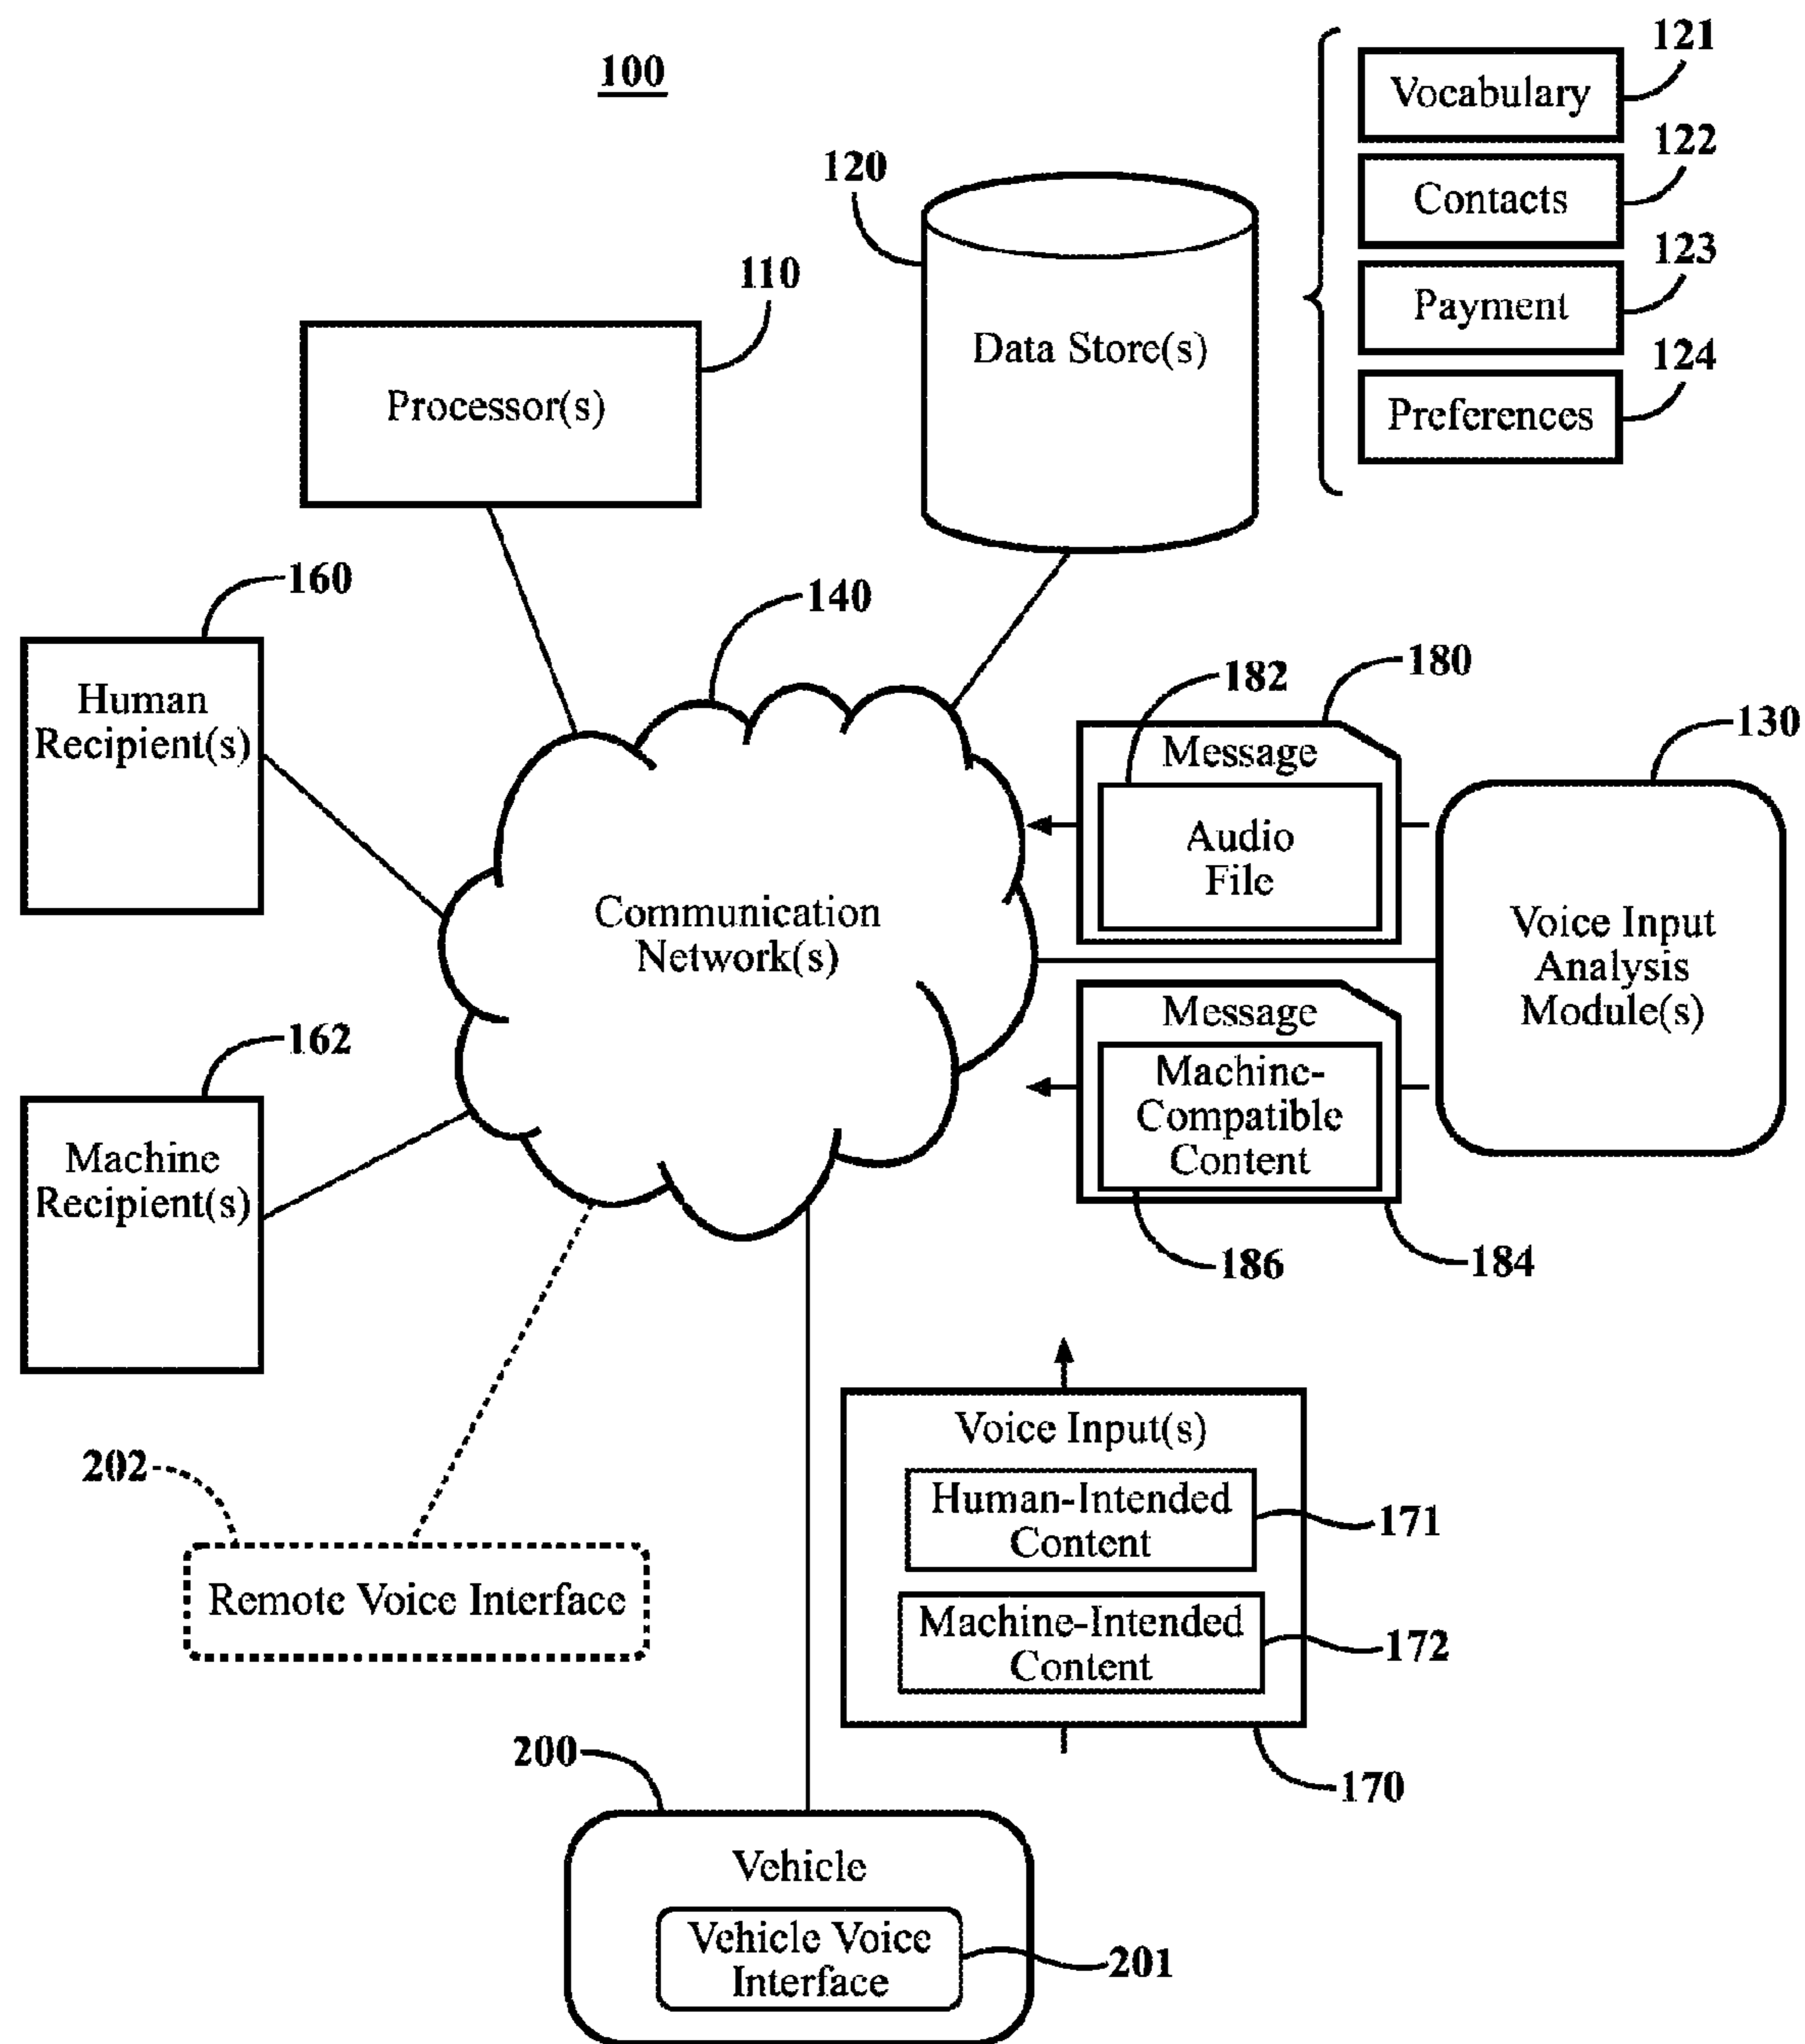 100
121
Vocabulary
122
Contacts
123
Payment
124
Preferences
120
Data Store(s)
110
Processor(s)
160
Human
Recipient(s)
140
Communication
Network(s)
182
180
Message
Audio
File
130
Voice Input
Analysis
Module(s)
Message
Machine-
Compatible
Content
186
184
162
Machine
Recipient(s)
202
Remote Voice Interface
Voice Input(s)
Human-Intended
Content
171
Machine-Intended
Content
172
170
200
Vehicle
Vehicle Voice
Interface
201